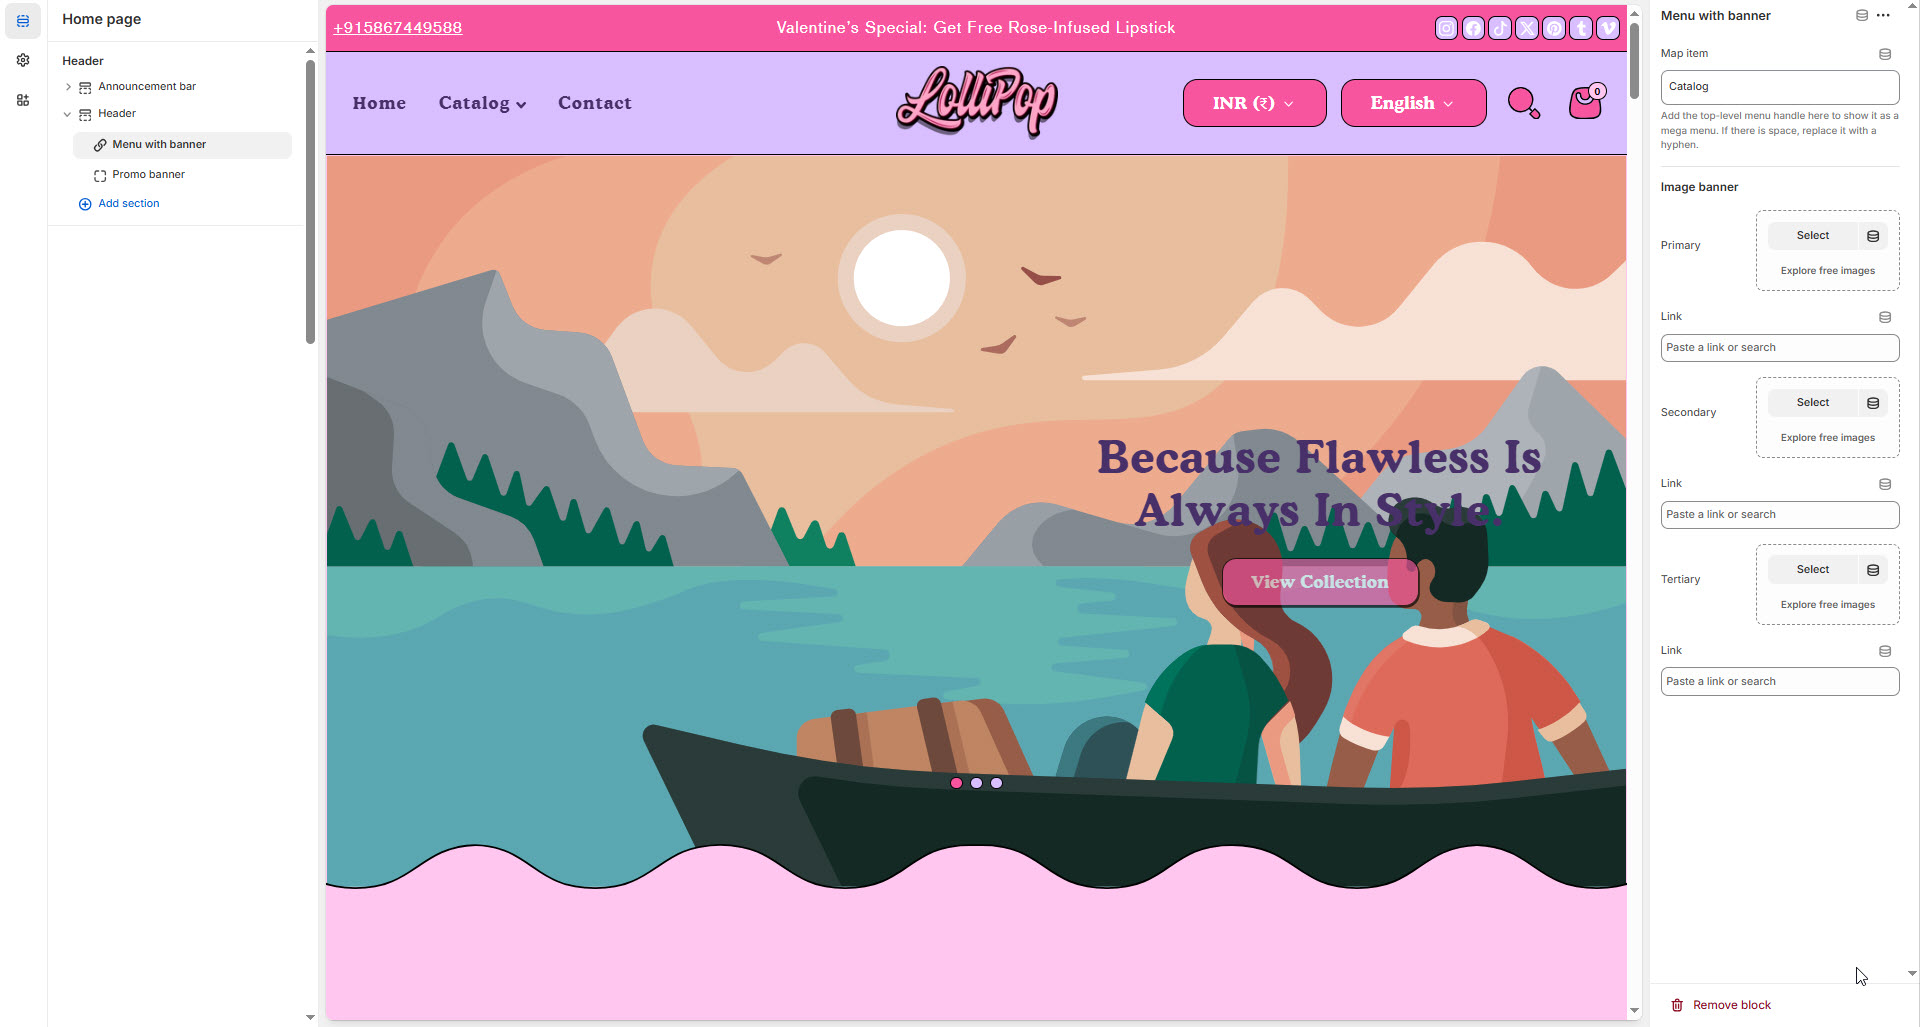 Home page
Header
Announcement bar
Header
Menu with banner
Promo banner
Add section
+915867449588
Valentine's Special: Get Free Rose-Infused Lipstick
Home
Catalog
Contact
LolliPop
INR (₹)
English
0
Because Flawless Is
Always In Style.
View Collection
Menu with banner
Map item
Catalog
Add the top-level menu handle here to show it as a
mega menu. If there is space, replace it with a
hyphen.
Image banner
Primary
Select
Explore free images
Link
Paste a link or search
Secondary
Select
Explore free images
Link
Paste a link or search
Tertiary
Select
Explore free images
Link
Paste a link or search
Remove block